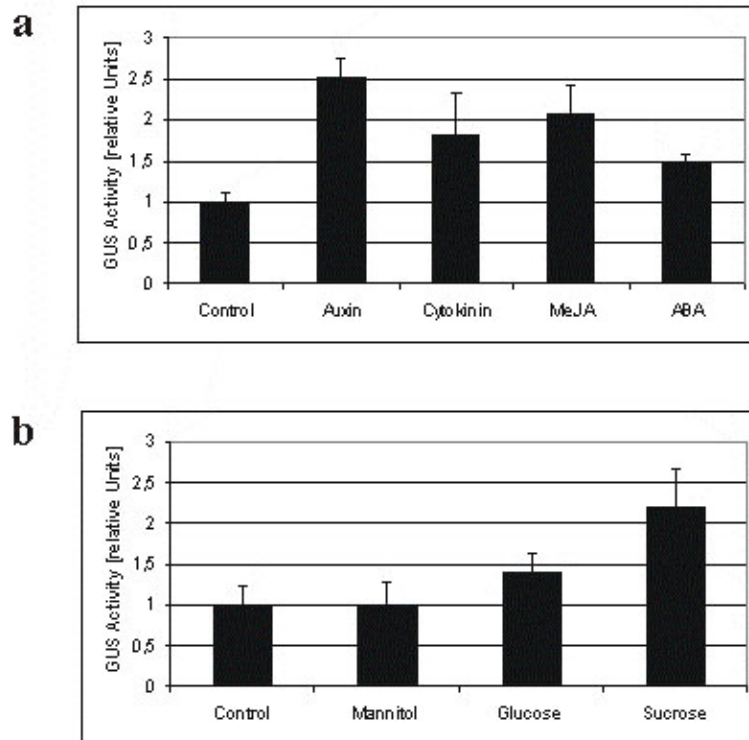 a
GUS Activity [relative Units]
3
2,5
2
1,5
1
0,5
0
Control Auxin Cytokinin MeJA ABA
b
GUS Activity [relative Units]
3
2,5
2
1,5
1
0,5
0
Control Mannitol Glucose Sucrose